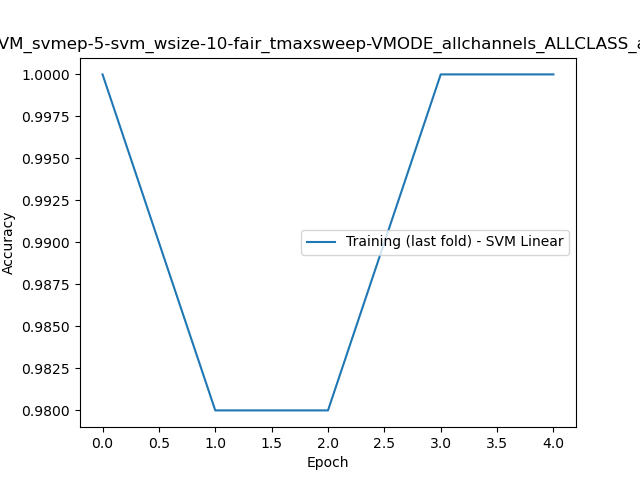 VM_svmep-5-svm_wsize-10-fair_tmaxsweep-VMODE_allchannels_ALLCLASS_a
1.0000
0.9975
0.9950
0.9925
0.9900
0.9875
0.9850
0.9825
0.9800
Accuracy
Training (last fold) - SVM Linear
0.0 0.5 1.0 1.5 2.0 2.5 3.0 3.5 4.0
Epoch